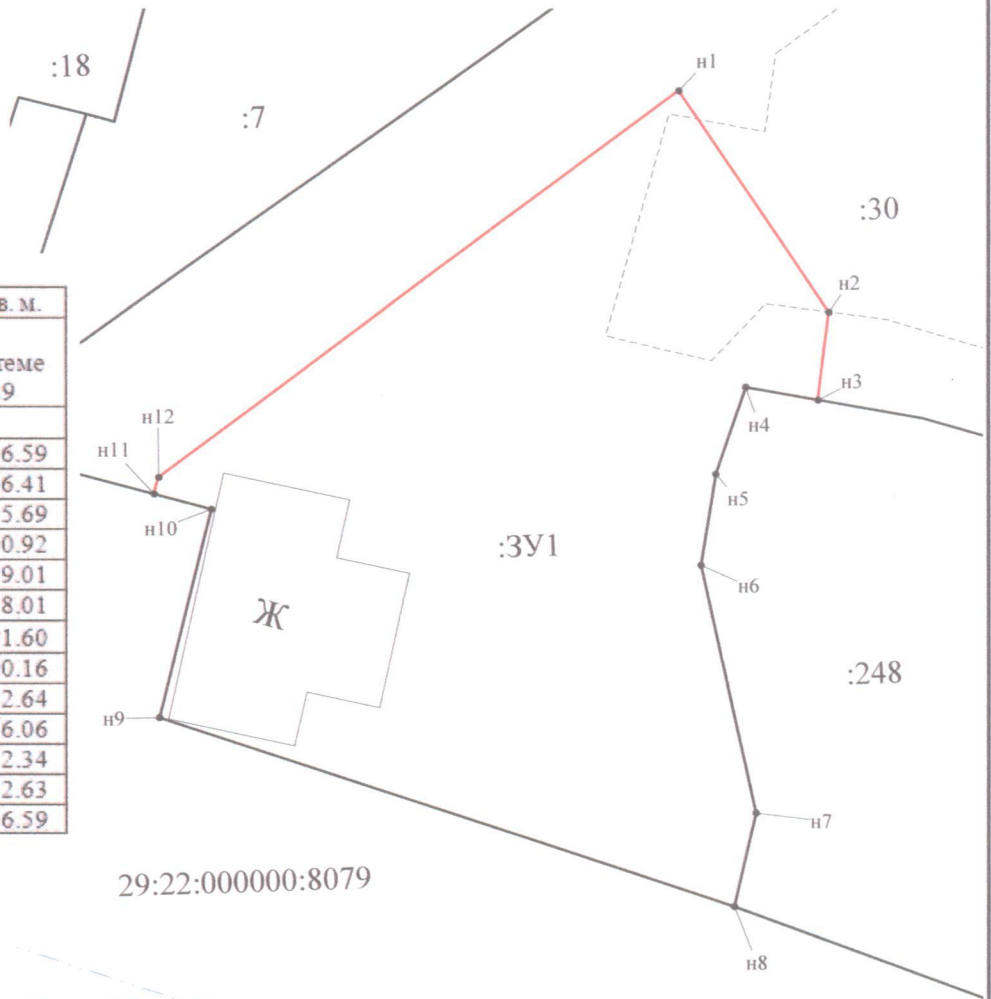 :18
:7
н1
:30
н2
н3
н4
в. м.
теме
9
6.59
6.41
5.69
0.92
9.01
8.01
1.60
0.16
2.64
6.06
2.34
2.63
6.59
н12
н11
н10
н5
:ЗУ1
н6
Ж
:248
н9
н7
29:22:000000:8079
н8